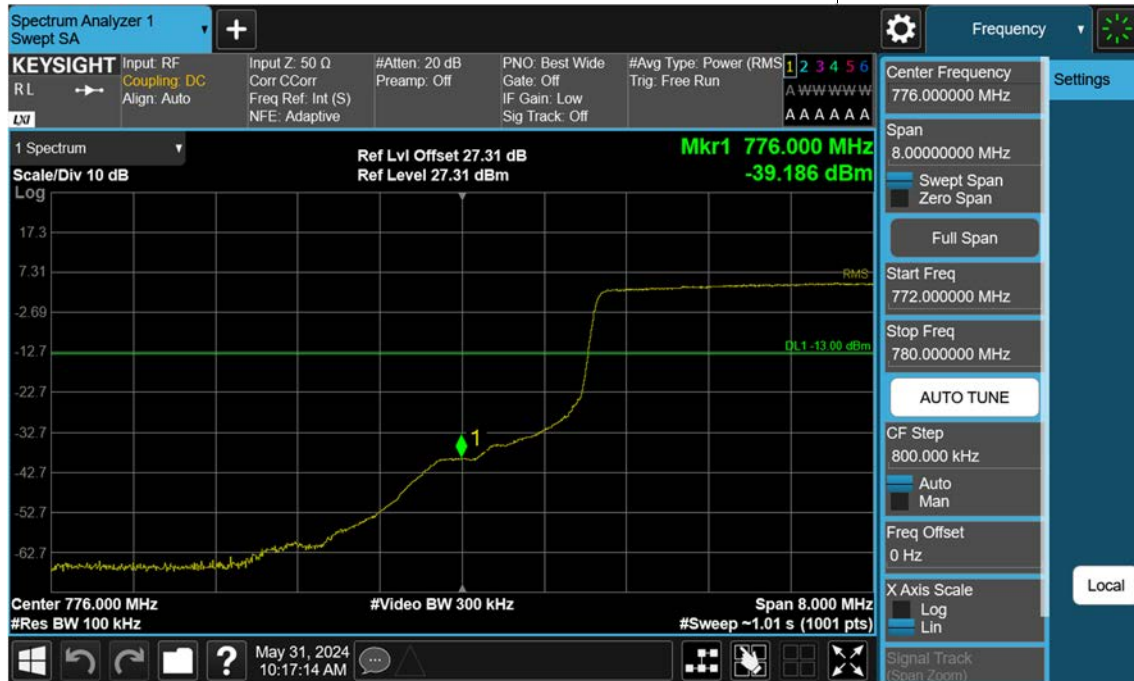 Spectrum Analyzer 1
Swept SA
Frequency
KEYSIGHT
R L
LXI
Input: RF
Coupling: DC
Align: Auto
Input Z: 50 Ω
Corr CCorr
Freq Ref: Int (S)
NFE: Adaptive
#Atten: 20 dB
Preamp: Off
PNO: Best Wide
Gate: Off
IF Gain: Low
Sig Track: Off
#Avg Type: Power (RMS
Trig: Free Run
1 2 3 4 5 6
A W W W W W
A A A A A A
1 Spectrum
Scale/Div 10 dB
Ref Lvl Offset 27.31 dB
Ref Level 27.31 dBm
Mkr1 776.000 MHz
-39.186 dBm
Log
17.3
7.31
-2.69
-12.7
-22.7
-32.7
-42.7
-52.7
-62.7
RMS
DL1 -13.00 dBm
1
Center 776.000 MHz
#Res BW 100 kHz
#Video BW 300 kHz
Span 8.000 MHz
#Sweep ~1.01 s (1001 pts)
Center Frequency
776.000000 MHz
Span
8.00000000 MHz
Swept Span
Zero Span
Full Span
Start Freq
772.000000 MHz
Stop Freq
780.000000 MHz
AUTO TUNE
CF Step
800.000 kHz
Auto
Man
Freq Offset
0 Hz
X Axis Scale
Log
Lin
Signal Track
(Span Zoom)
Settings
Local
?
May 31, 2024
10:17:14 AM